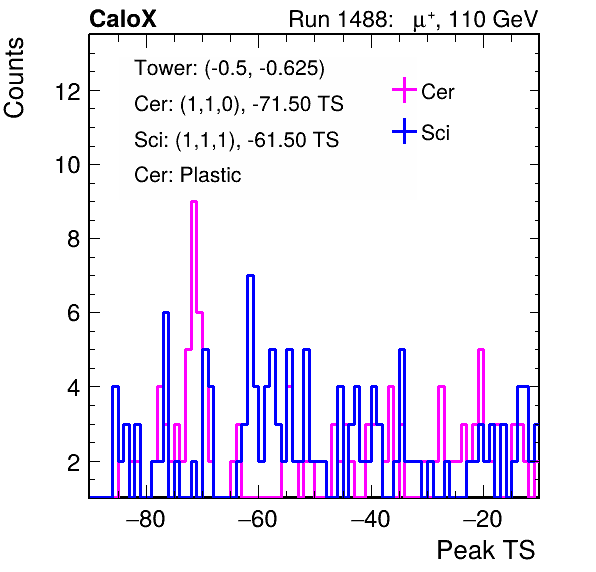 CaloX Run 1488: μ⁺, 110 GeV
Counts
Tower: (-0.5, -0.625)
Cer: (1,1,0), -71.50 TS
Sci: (1,1,1), -61.50 TS
Cer: Plastic
Cer
Sci
12
10
8
6
4
2
−80 −60 −40 −20
Peak TS